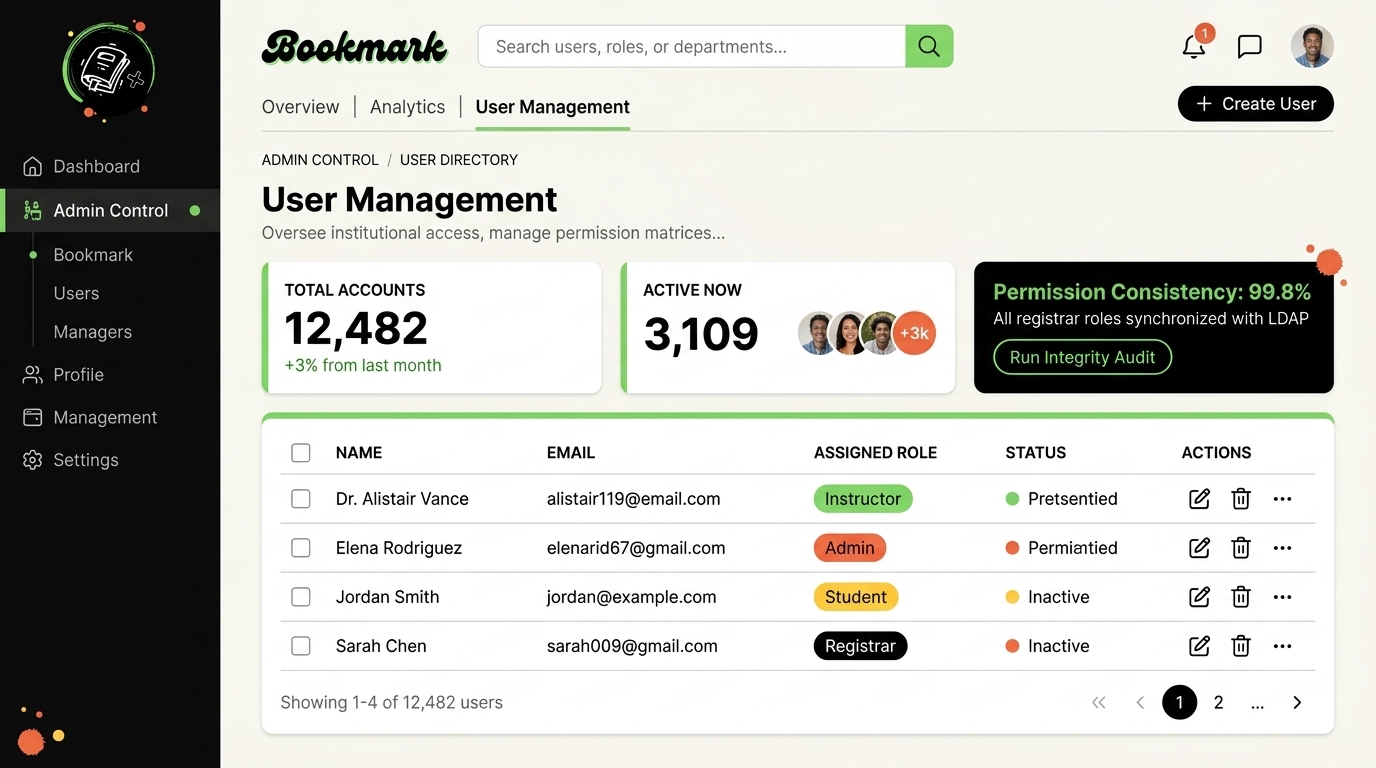 Dashboard
Admin Control
Bookmark
Users
Managers
Profile
Management
Settings
Bookmark
Search users, roles, or departments...
1
Overview | Analytics | User Management
+ Create User
ADMIN CONTROL / USER DIRECTORY
User Management
Oversee institutional access, manage permission matrices...
TOTAL ACCOUNTS
12,482
+3% from last month
ACTIVE NOW
3,109
+3k
Permission Consistency: 99.8%
All registrar roles synchronized with LDAP
Run Integrity Audit
NAME EMAIL ASSIGNED ROLE STATUS ACTIONS
Dr. Alistair Vance alistair119@email.com Instructor Pretsentied
Elena Rodriguez elenarid67@gmail.com Admin Permiantied
Jordan Smith jordan@example.com Student Inactive
Sarah Chen sarah009@gmail.com Registrar Inactive
Showing 1-4 of 12,482 users
1 2 ...